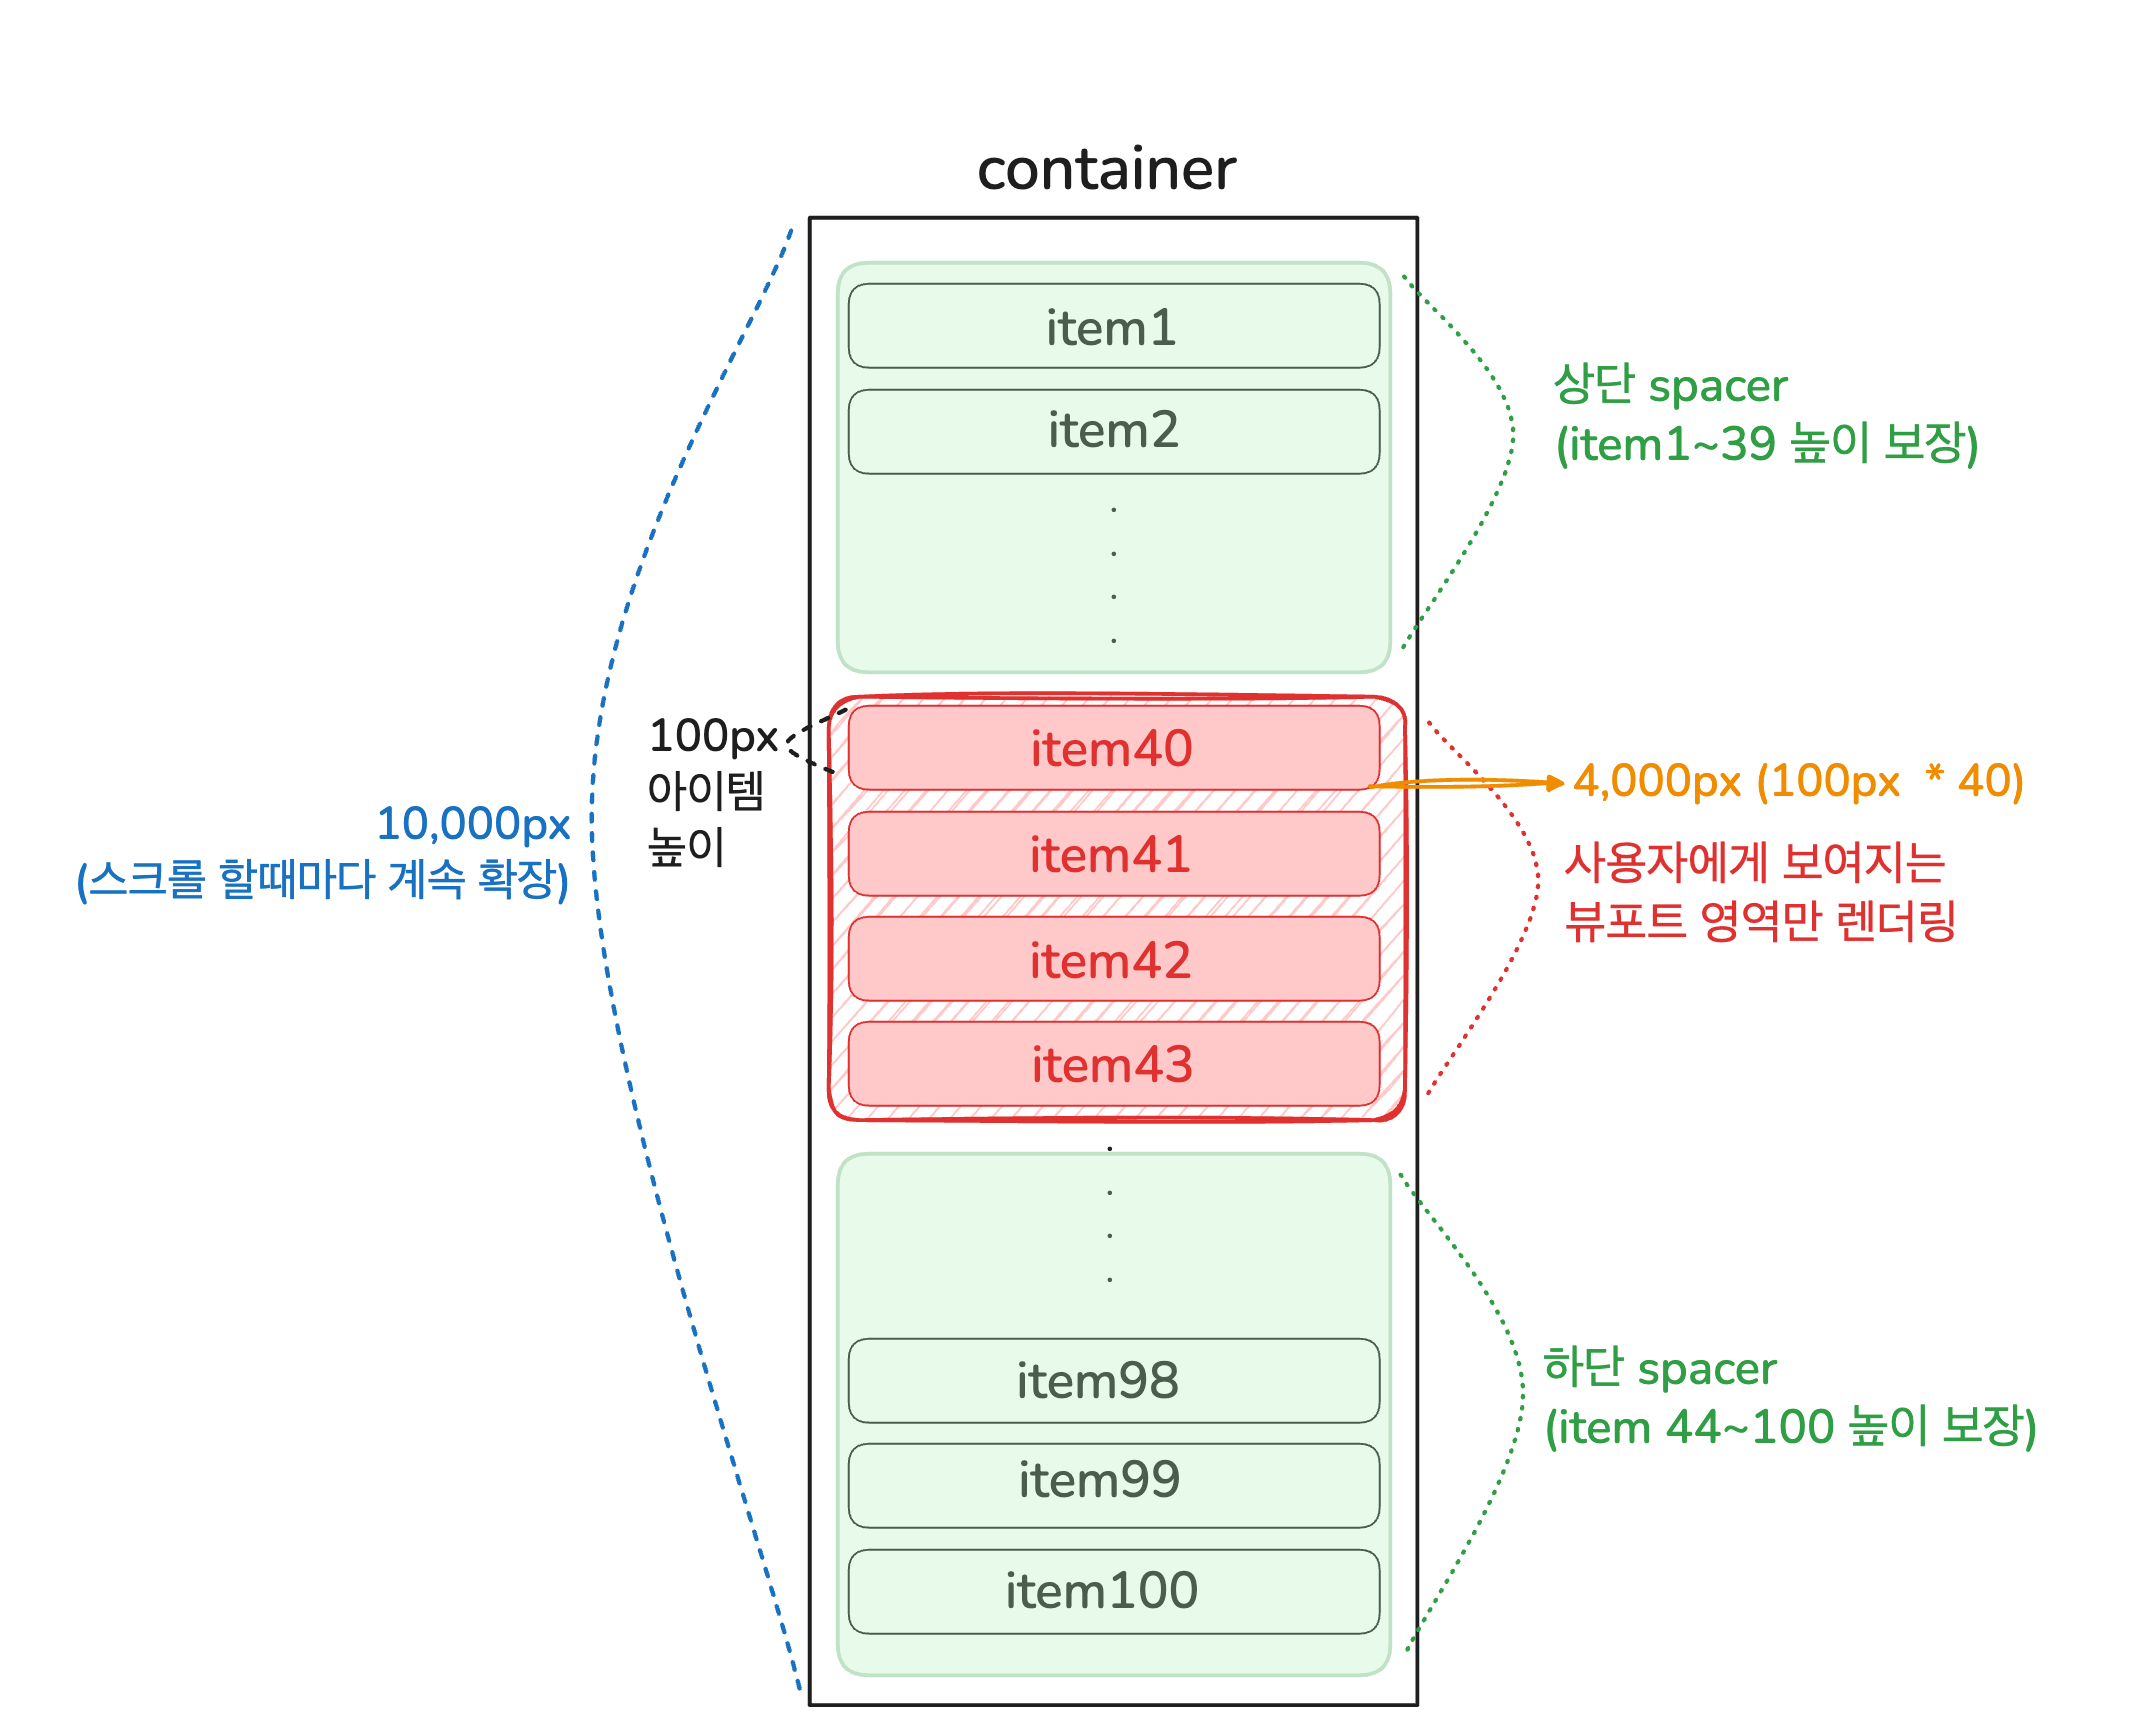 container
item1
item2
상단 spacer
(item1~39 높이 보장)
item40
100px
아이템
높이
4,000px (100px * 40)
10,000px
(스크롤 할때마다 계속 확장)
item41
사용자에게 보여지는
뷰포트 영역만 랜더링
item42
item43
하단 spacer
(item 44~100 높이 보장)
item98
item99
item100